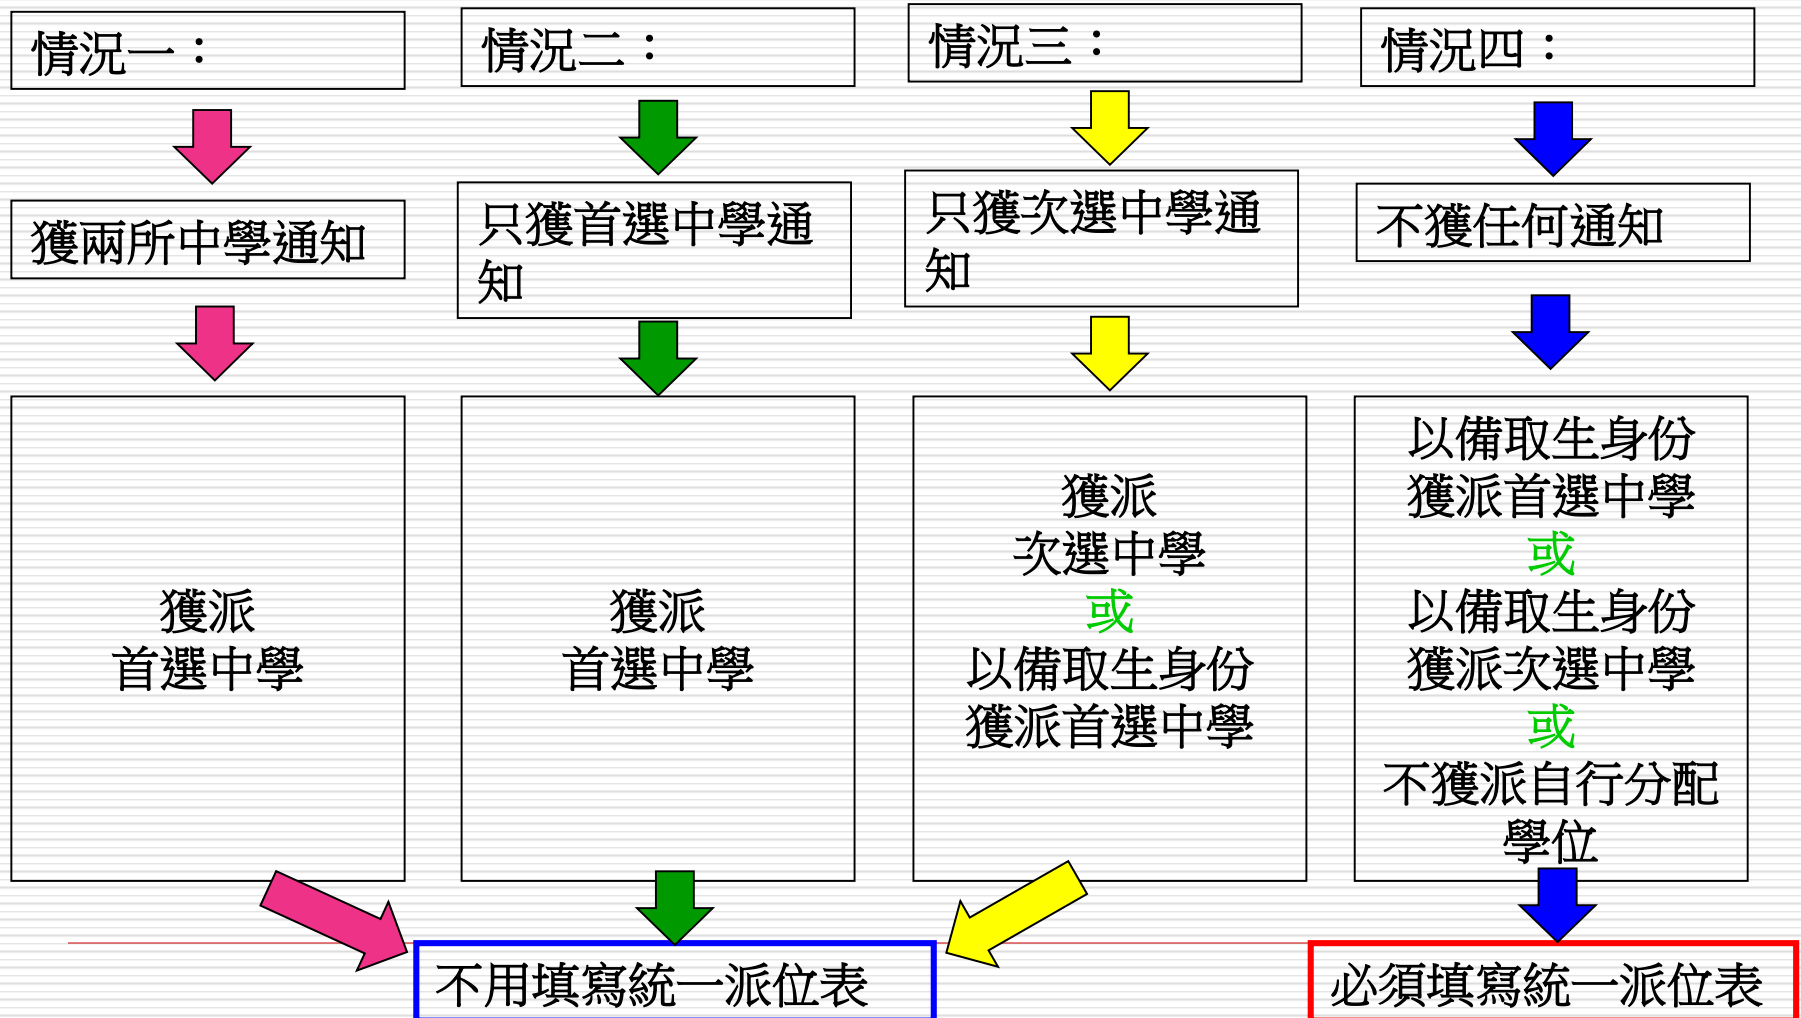 情況一：
獲兩所中學通知
獲派
首選中學
情況二：
只獲首選中學通
知
獲派
首選中學
情況三：
只獲次選中學通
知
獲派
次選中學
或
以備取生身份
獲派首選中學
不用填寫統一派位表
情況四：
不獲任何通知
以備取生身份
獲派首選中學
或
以備取生身份
獲派次選中學
或
不獲派自行分配
學位
必須填寫統一派位表